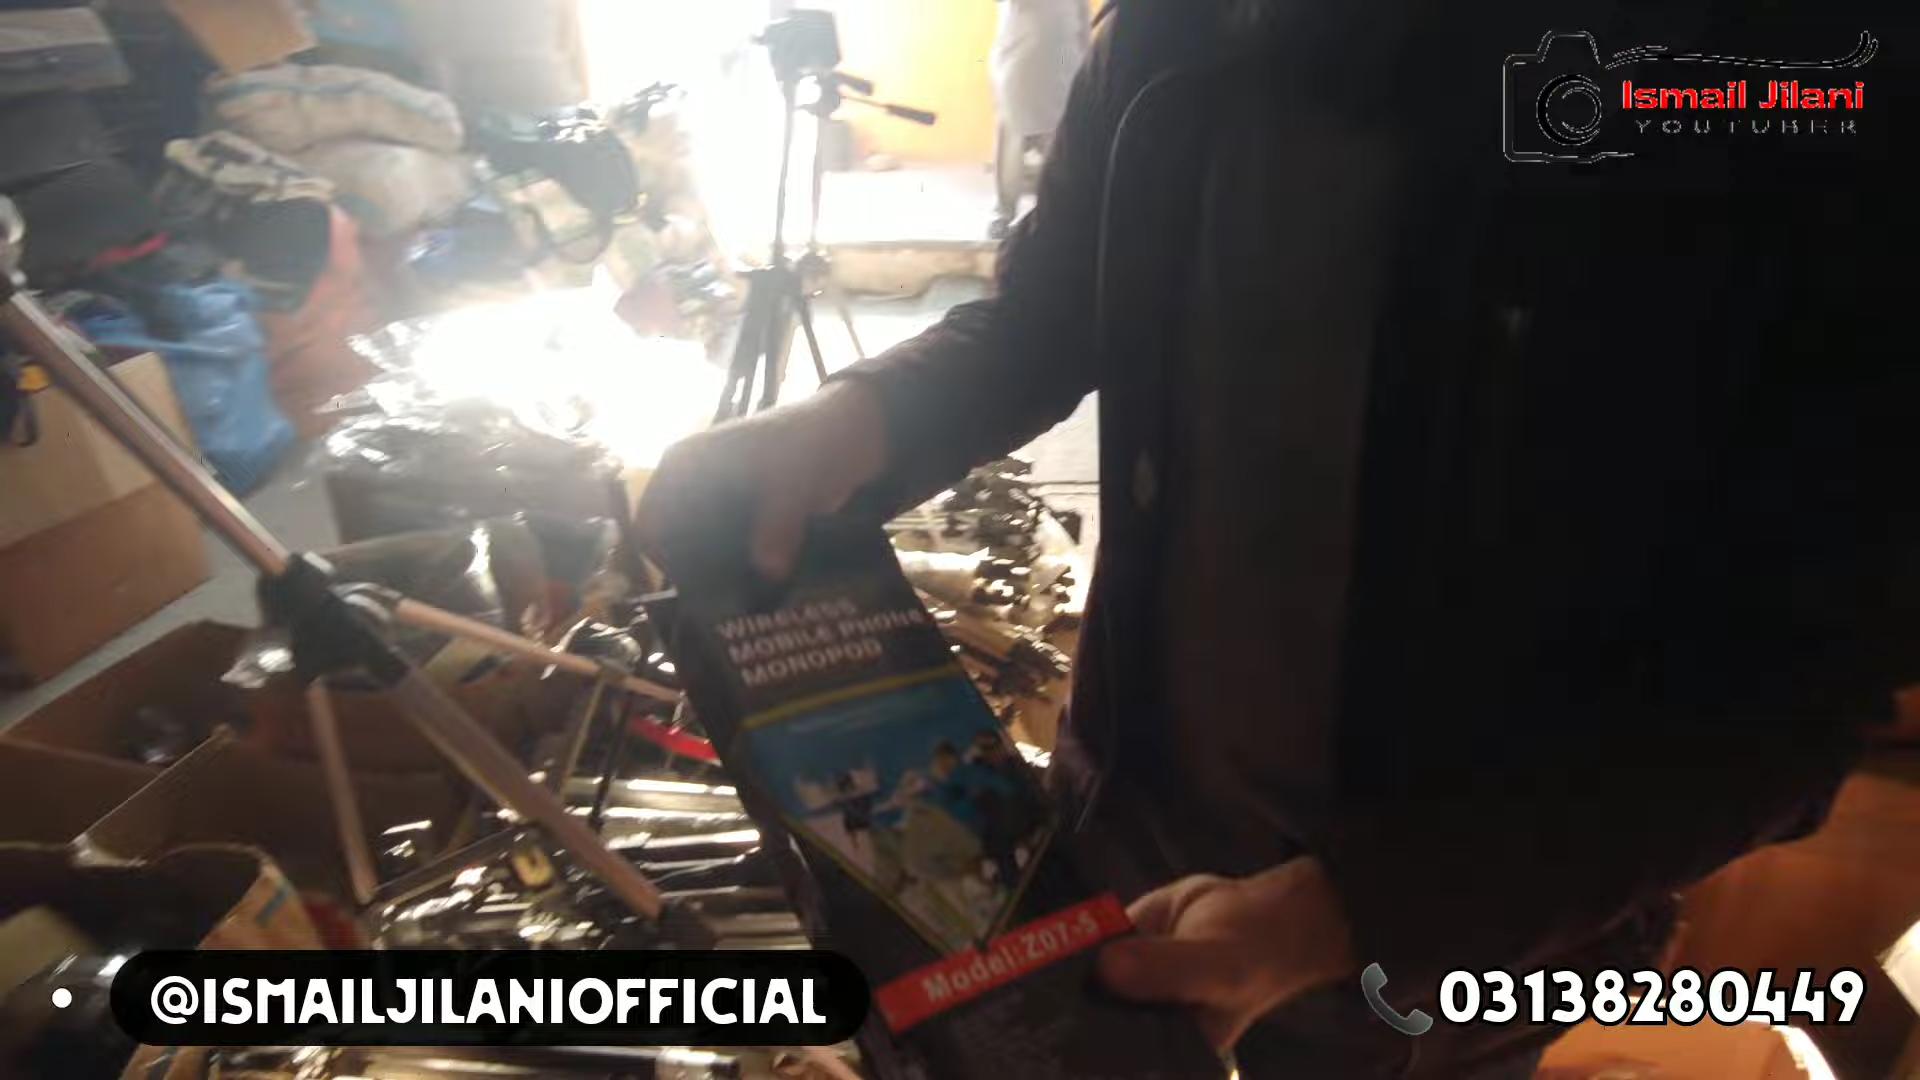 Ismail Jilani
YOUTUBER
WIRELESS
MOBILE PHONE
MONOPOD
Model:Z07-5
@ISMAILJILANIOFFICIAL
03138280449